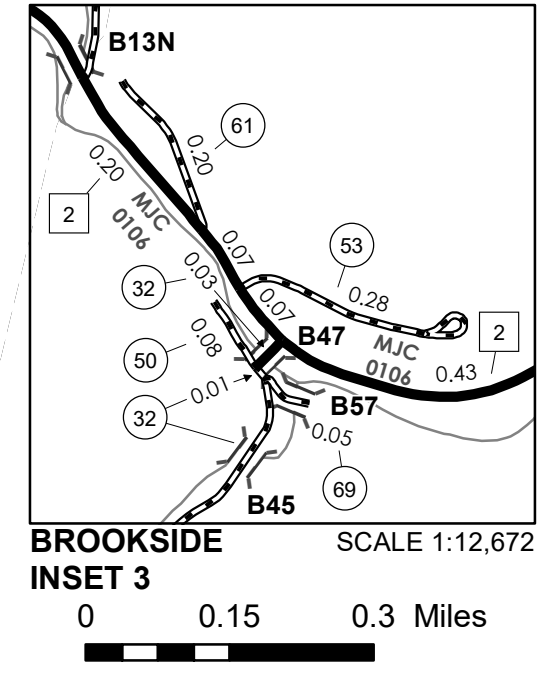 B13N
61
0.20
0.20
2
MJC
0106
0.07
53
0.03
32
0.07
0.28
B47
2
0.08
50
MJC
0106
0.43
0.01
B57
32
0.05
69
B45
BROOKSIDE
INSET 3
SCALE 1:12,672
0 0.15 0.3 Miles